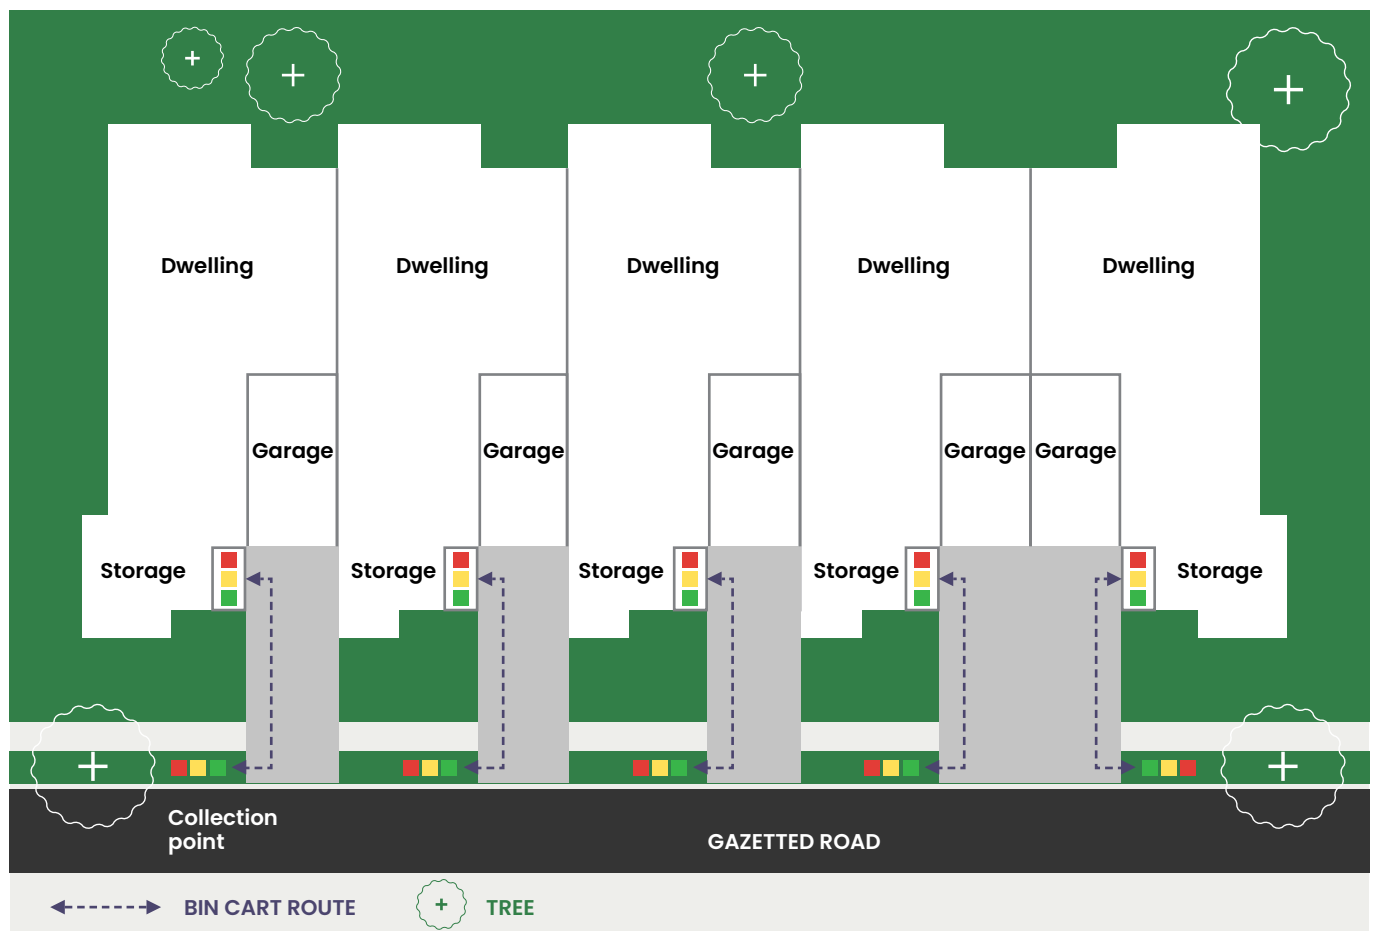 Dwelling
Dwelling
Dwelling
Dwelling
Dwelling
Garage
Garage
Garage
Garage
Garage
Storage
Storage
Storage
Storage
Storage
Collection
point
GAZETTED ROAD
BIN CART ROUTE
TREE